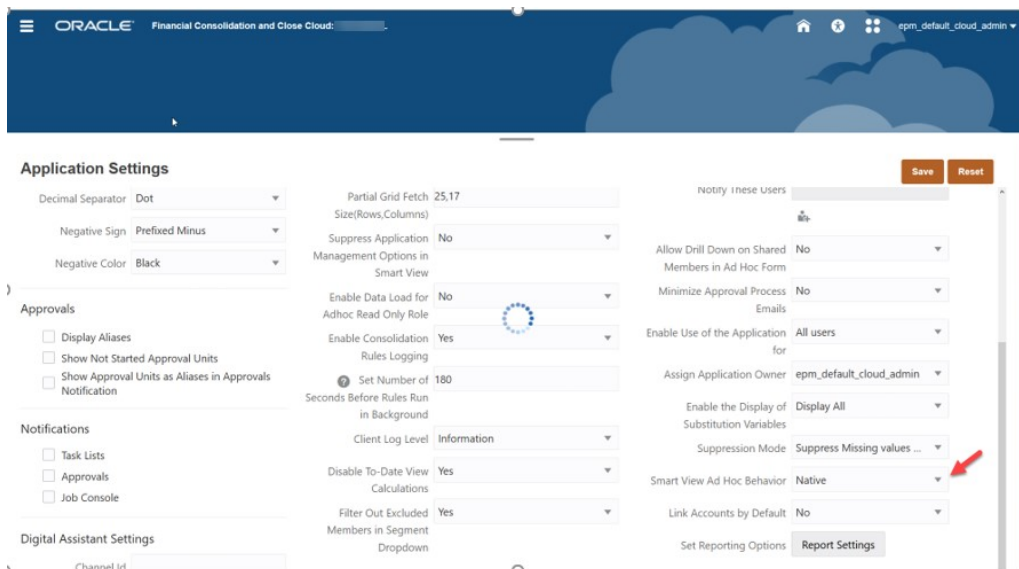 ORACLE Financial Consolidation and Close Cloud: epm_default_cloud_admin
Application Settings
Save Reset
Decimal Separator Dot
Negative Sign Prefixed Minus
Negative Color Black
Approvals
Display Aliases
Show Not Started Approval Units
Show Approval Units as Aliases in Approvals
Notification
Notifications
Task Lists
Approvals
Job Console
Digital Assistant Settings
Channel Id
Partial Grid Fetch 25,17
Size(Rows,Columns)
Suppress Application No
Management Options in
Smart View
Enable Data Load for No
Adhoc Read Only Role
Enable Consolidation Yes
Rules Logging
Set Number of 180
Seconds Before Rules Run
in Background
Client Log Level Information
Disable To-Date View Yes
Calculations
Filter Out Excluded Yes
Members in Segment
Dropdown
Notify These Users
Allow Drill Down on Shared No
Members in Ad Hoc Form
Minimize Approval Process No
Emails
Enable Use of the Application All users
for
Assign Application Owner epm_default_cloud_admin
Enable the Display of Display All
Substitution Variables
Suppression Mode Suppress Missing values ...
Smart View Ad Hoc Behavior Native
Link Accounts by Default No
Set Reporting Options Report Settings